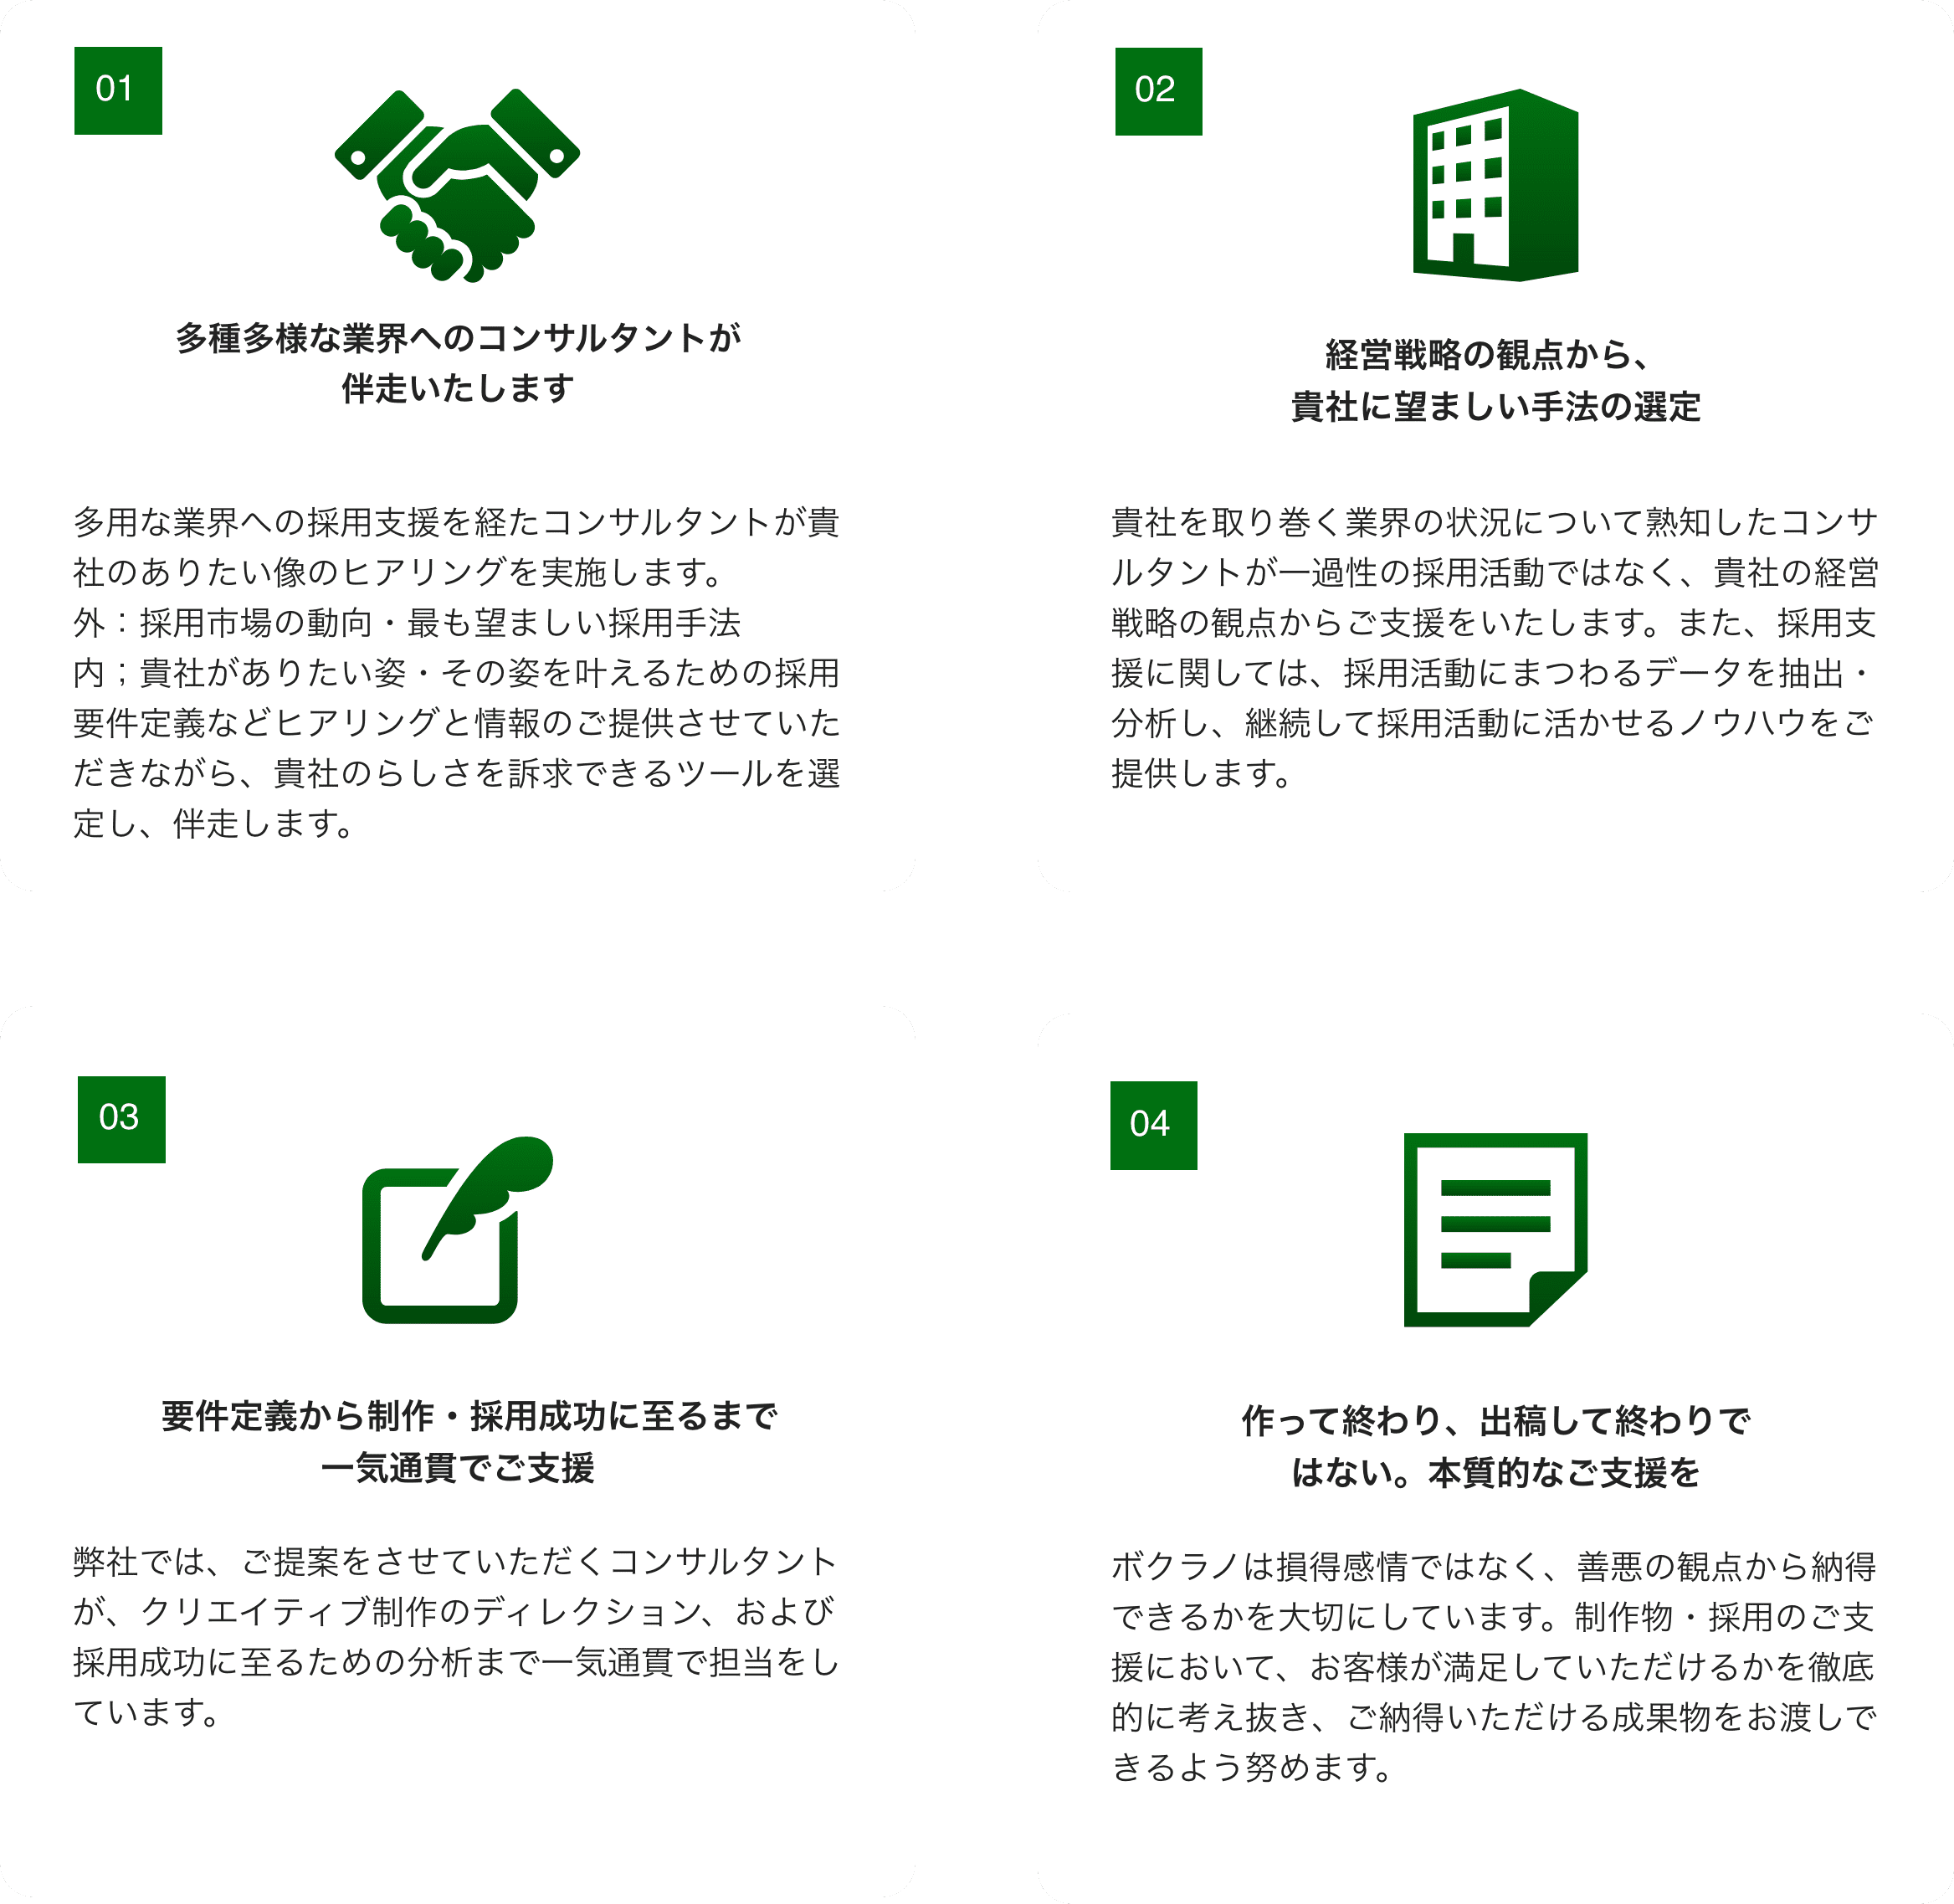 01
多種多様な業界へのコンサルタントが
伴走いたします
多用な業界への採用支援を経たコンサルタントが貴
社のありたい像のヒアリングを実施します。
外：採用市場の動向・最も望ましい採用手法
内；貴社がありたい姿・その姿を叶えるための採用
要件定義などヒアリングと情報のご提供させていた
だきながら、貴社のらしさを訴求できるツールを選
定し、伴走します。
02
経営戦略の観点から、
貴社に望ましい手法の選定
貴社を取り巻く業界の状況について熟知したコンサ
ルタントが一過性の採用活動ではなく、貴社の経営
戦略の観点からご支援をいたします。また、採用支
援に関しては、採用活動にまつわるデータを抽出・
分析し、継続して採用活動に活かせるノウハウをご
提供します。
03
要件定義から制作・採用成功に至るまで
一気通貫でご支援
弊社では、ご提案をさせていただくコンサルタント
が、クリエイティブ制作のディレクション、および
採用成功に至るための分析まで一気通貫で担当をし
ています。
04
作って終わり、出稿して終わりで
はない。本質的なご支援を
ボクラノは損得感情ではなく、善悪の観点から納得
できるかを大切にしています。制作物・採用のご支
援において、お客様が満足していただけるかを徹底
的に考え抜き、ご納得いただける成果物をお渡しで
きるよう努めます。